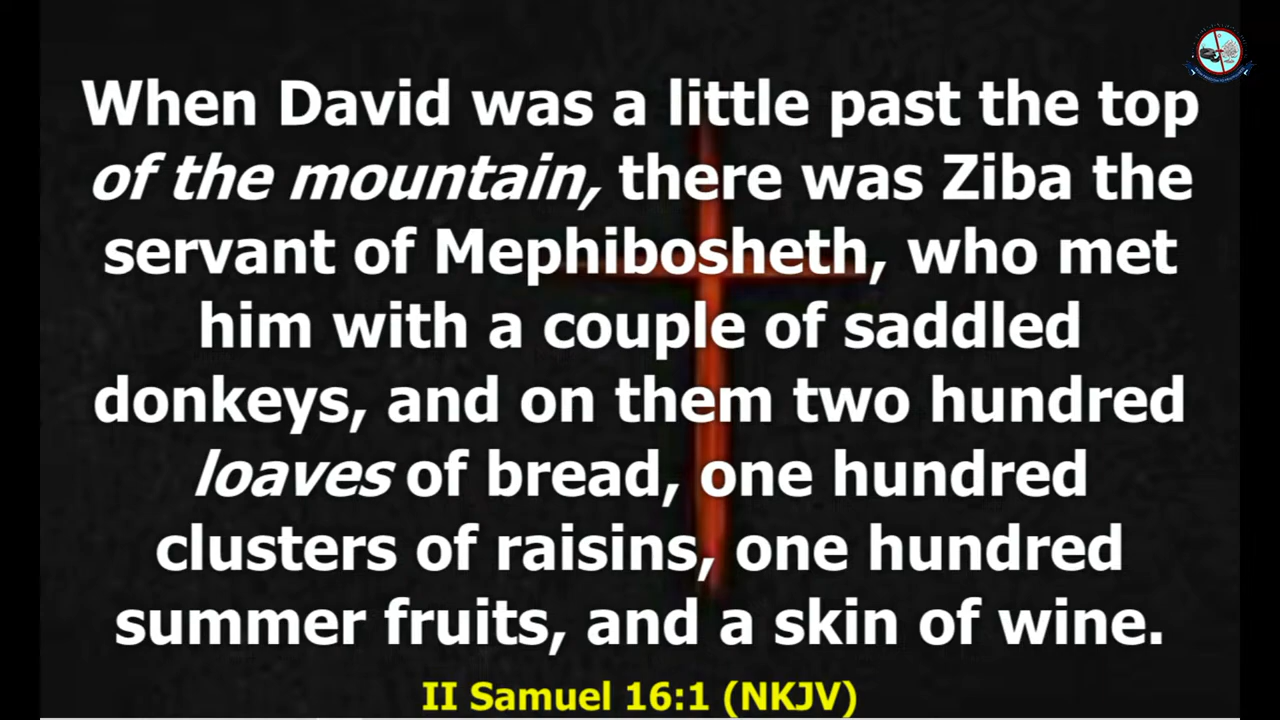 When David was a little past the top
of the mountain, there was Ziba the
servant of Mephibosheth, who met
him with a couple of saddled
donkeys, and on them two hundred
loaves of bread, one hundred
clusters of raisins, one hundred
summer fruits, and a skin of wine.
II Samuel 16:1 (NKJV)